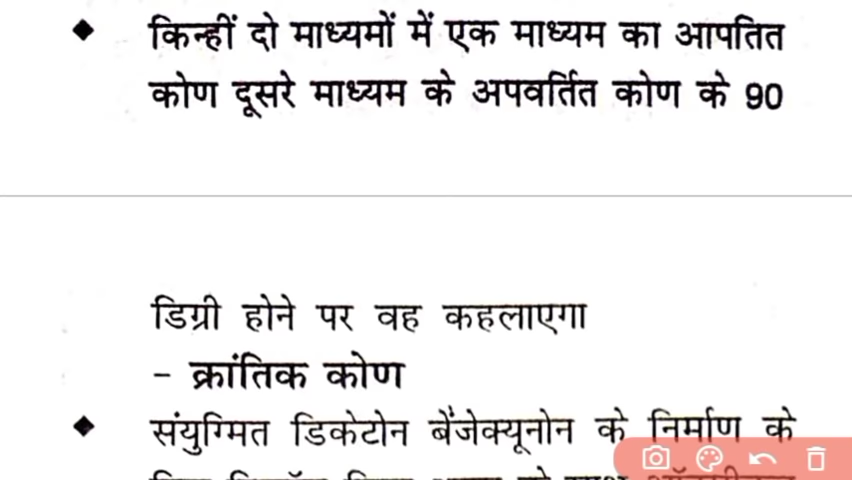 ◆ किन्हीं दो माध्यमों में एक माध्यम का आपतित
कोण दूसरे माध्यम के अपवर्तित कोण के 90
डिग्री होने पर वह कहलाएगा
- क्रांतिक कोण
◆ संयुग्मित डिकेटोन बेंजेक्यूनोन के निर्माण के